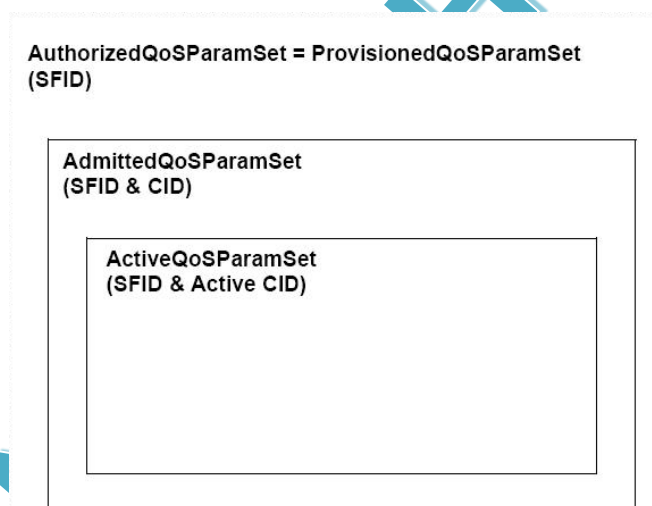 AuthorizedQoSParamSet = ProvisionedQoSParamSet
(SFID)
AdmittedQoSParamSet
(SFID & CID)
ActiveQoSParamSet
(SFID & Active CID)